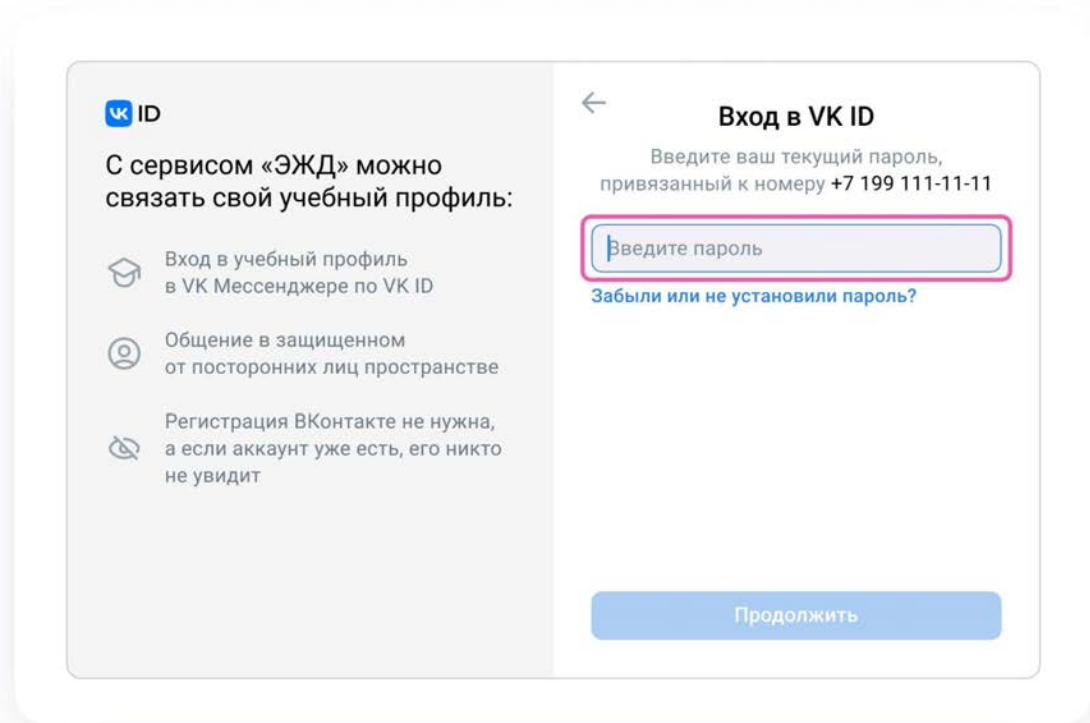 VK ID
С сервисом «ЭЖД» можно
связать свой учебный профиль:
Вход в учебный профиль
в VK Мессенджере по VK ID
Общение в защищенном
от посторонних лиц пространстве
Регистрация ВКонтакте не нужна,
а если аккаунт уже есть, его никто
не увидит
Вход в VK ID
Введите ваш текущий пароль,
привязанный к номеру +7 199 111-11-11
Введите пароль
Забыли или не установили пароль?
Продолжить